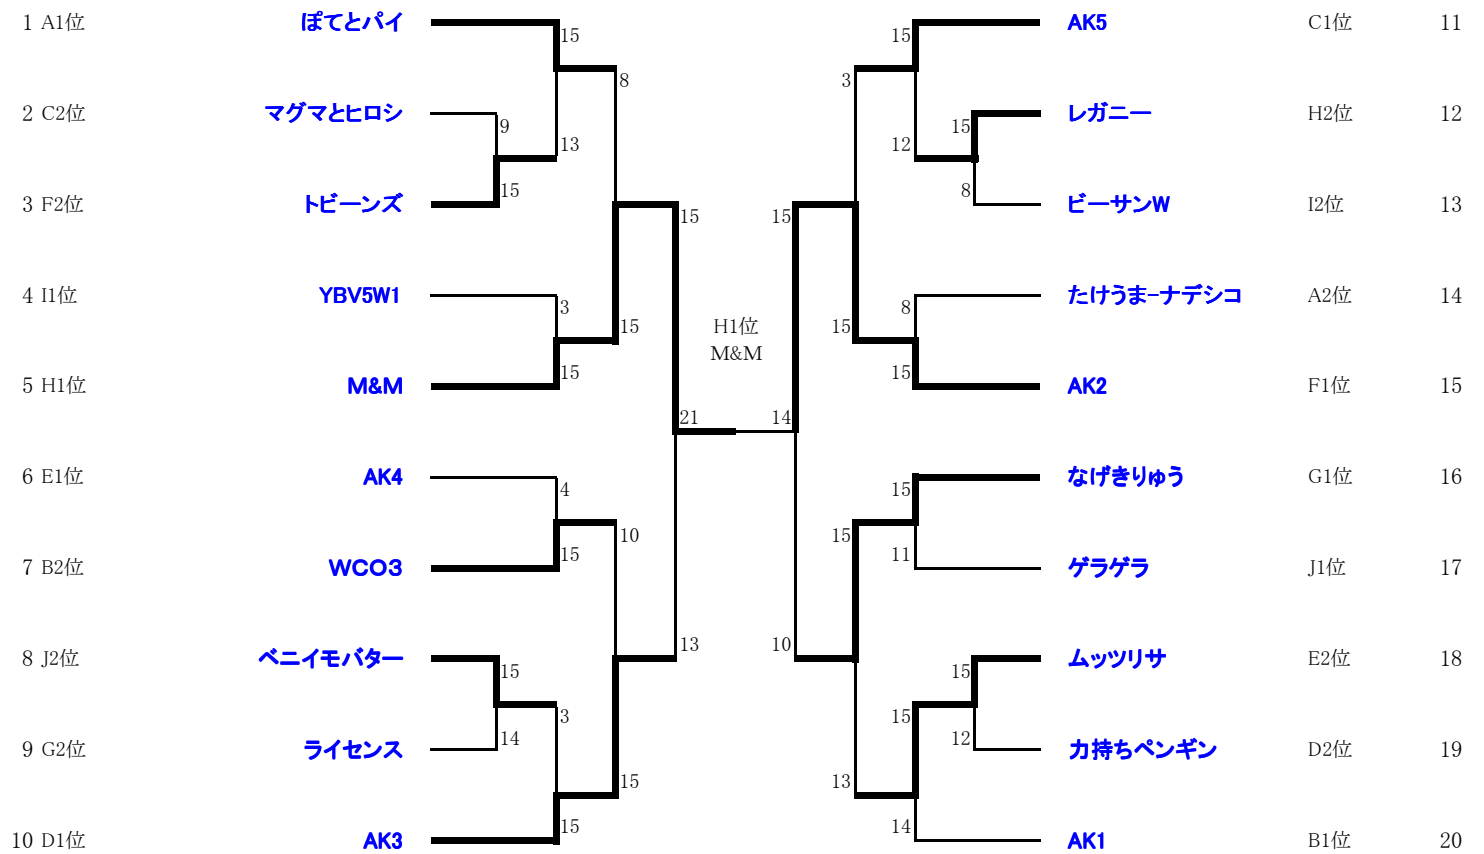 1 A1位 ぽてとパイ 15 15 AK5 C1位 11
8 3
2 C2位 マグマとヒロシ 9 15 レガニー H2位 12
13 12
3 F2位 トビーンズ 15 8 ビーサンW I2位 13
15 15
4 I1位 YBV5W1 3 8 たけうま-ナデシコ A2位 14
15 H1位 15
M&M
5 H1位 M&M 15 15 AK2 F1位 15
21 14
6 E1位 AK4 4 15 なげきりゅう G1位 16
10 15
7 B2位 WCO3 15 11 ゲラゲラ J1位 17
13 10
8 J2位 ベニイモバター 15 15 ムッツリサ E2位 18
3 15
9 G2位 ライセンス 14 12 力持ちペンギン D2位 19
15 13
10 D1位 AK3 15 14 AK1 B1位 20